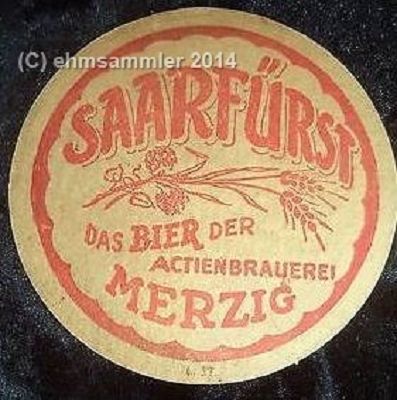 (C) ehmsammler 2014
SAARFÜRST
DAS BIER DER
ACTIENBRAUEREI
MERZIG